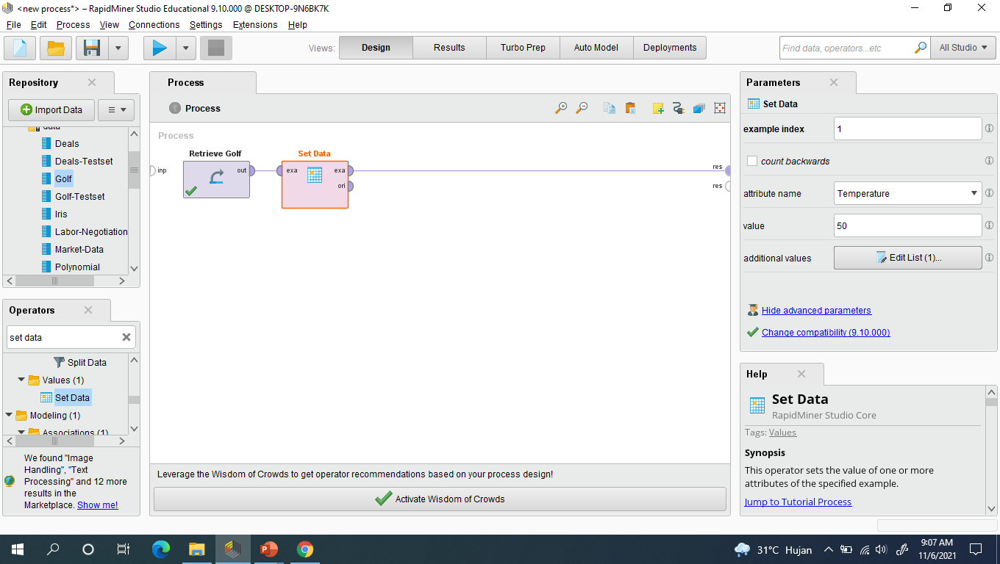 <new process*> – RapidMiner Studio Educational 9.10.000 @ DESKTOP-9N6BK7K
File Edit Process View Connections Settings Extensions Help
Views: Design Results Turbo Prep Auto Model Deployments
Find data, operators...etc All Studio
Repository
Import Data
data
Deals
Deals-Testset
Golf
Golf-Testset
Iris
Labor-Negotiation
Market-Data
Polynomial
Operators
set data
Split Data
Values (1)
Set Data
Modeling (1)
Associations (1)
We found "Image
Handling", "Text
Processing" and 12 more
results in the
Marketplace. Show me!
Process
Process
Process
Retrieve Golf Set Data
inp out exa exa res
ori res
Leverage the Wisdom of Crowds to get operator recommendations based on your process design!
Activate Wisdom of Crowds
Parameters
Set Data
example index 1
count backwards
attribute name Temperature
value 50
additional values Edit List (1)...
Hide advanced parameters
Change compatibility (9.10.000)
Help
Set Data
RapidMiner Studio Core
Tags: Values
Synopsis
This operator sets the value of one or more
attributes of the specified example.
Jump to Tutorial Process
31°C Hujan
9:07 AM
11/6/2021